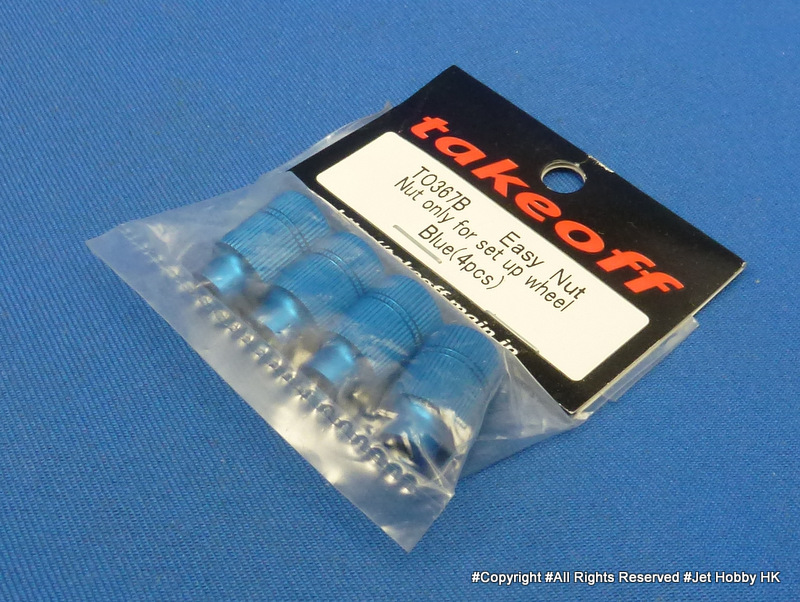 takeoff
TO367B Easy Nut
Nut only for set up wheel
Blue(4pcs)
#Copyright #All Rights Reserved #Jet Hobby HK